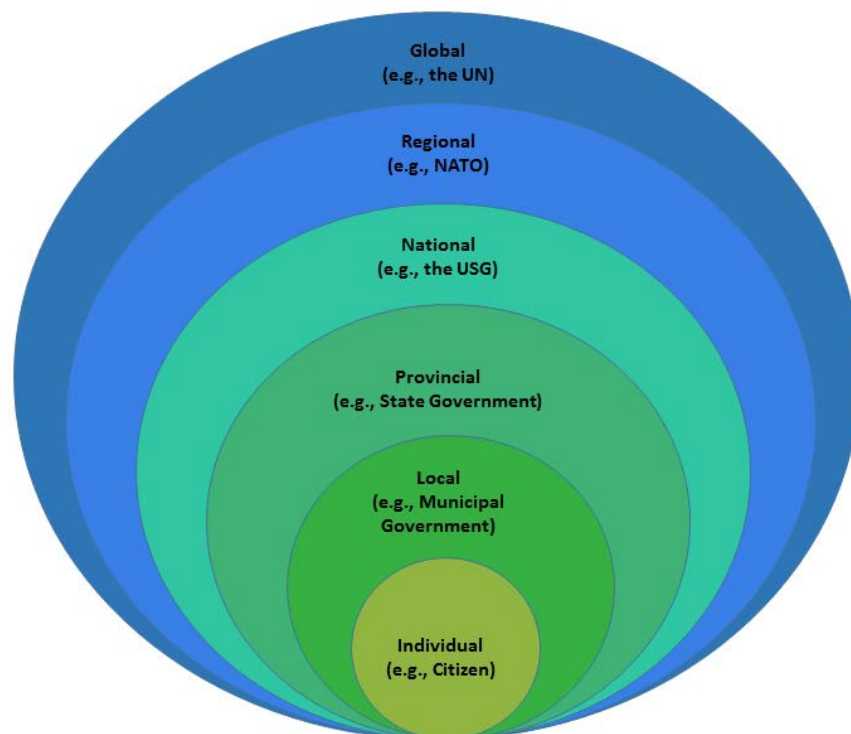 Global
(e.g., the UN)
Regional
(e.g., NATO)
National
(e.g., the USG)
Provincial
(e.g., State Government)
Local
(e.g., Municipal
Government)
Individual
(e.g., Citizen)